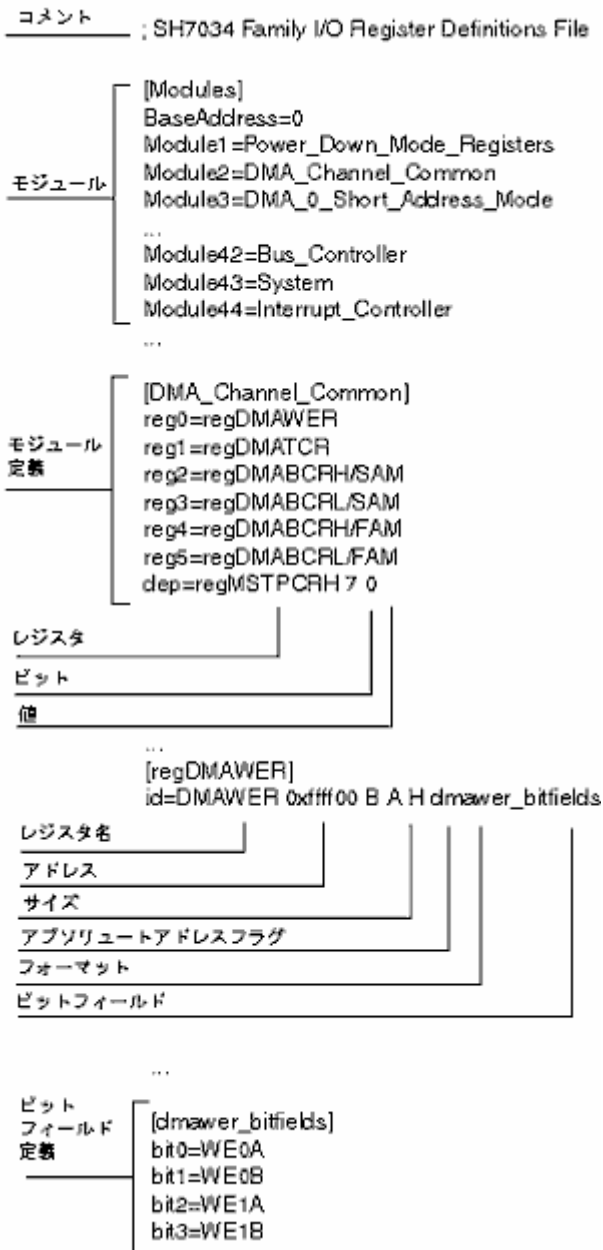 コメント ; SH7034 Family I/O Register Definitions File
[Modules]
BaseAddress=0
Module1=Power_Down_Mode_Registers
Module2=DMA_Channel_Common
モジュール
Module3=DMA_0_Short_Address_Mode
...
Module42=Bus_Controller
Module43=System
Module44=Interrupt_Controller
...
[DMA_Channel_Common]
reg0=regDMAWER
モジュール
定義
reg1=regDMATCR
reg2=regDMABCRH/SAM
reg3=regDMABCRL/SAM
reg4=regDMABCRH/FAM
reg5=regDMABCRL/FAM
dep=regMSTPCRH 7 0
レジスタ
ビット
値
...
[regDMAWER]
id=DMAWER 0xffff00 B A H dmawer_bitfields
レジスタ名
アドレス
サイズ
アブソリュートアドレスフラグ
フォーマット
ビットフィールド
...
ビット
フィールド
定義
[dmawer_bitfields]
bit0=WE0A
bit1=WE0B
bit2=WE1A
bit3=WE1B